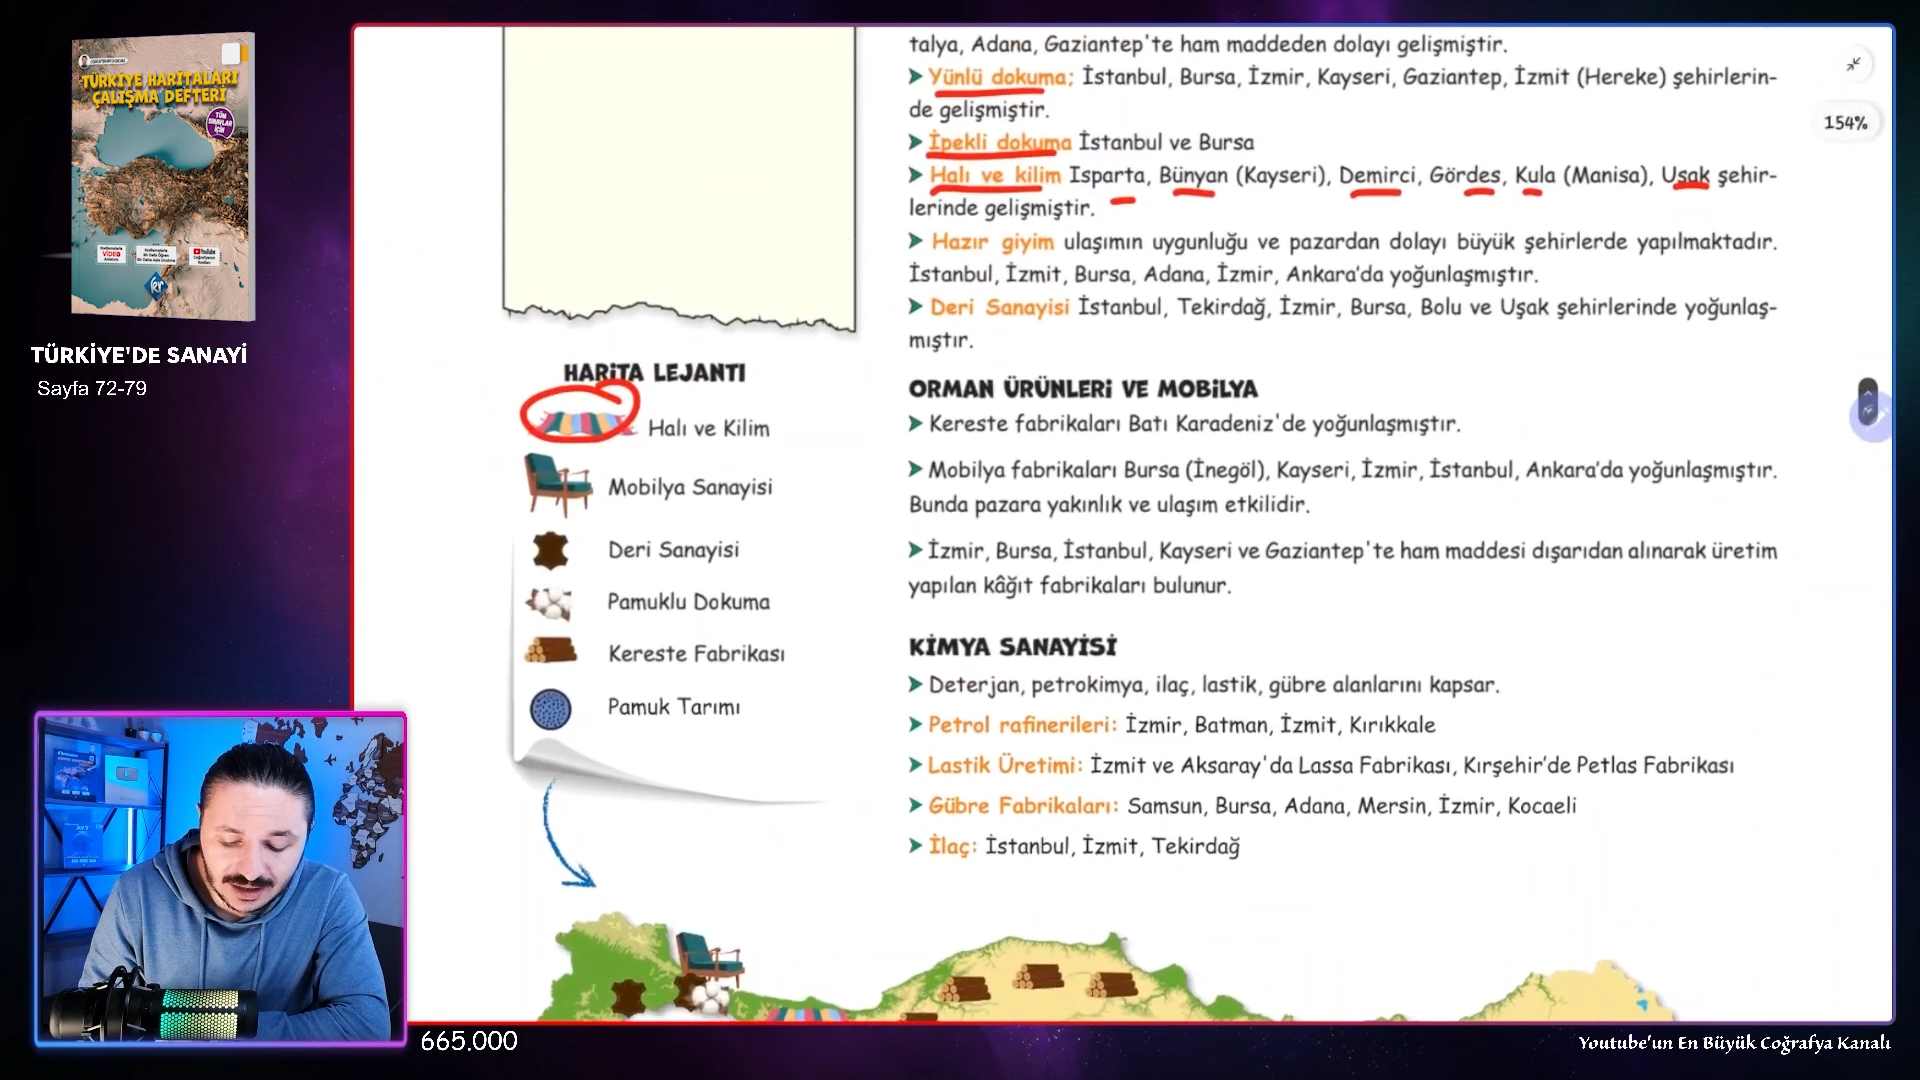 TÜRKİYE HARİTALARI
ÇALIŞMA DEFTERİ
TÜM
SINAVLAR
İÇİN
VİDEO
TÜRKİYE'DE SANAYİ
Sayfa 72-79
talya, Adana, Gaziantep'te ham maddeden dolayı gelişmiştir.
➤ Yünlü dokuma; İstanbul, Bursa, İzmir, Kayseri, Gaziantep, İzmit (Hereke) şehirlerin-
de gelişmiştir.
➤ İpekli dokuma İstanbul ve Bursa
➤ Halı ve kilim Isparta, Bünyan (Kayseri), Demirci, Gördes, Kula (Manisa), Uşak şehir-
lerinde gelişmiştir.
➤ Hazır giyim ulaşımın uygunluğu ve pazardan dolayı büyük şehirlerde yapılmaktadır.
İstanbul, İzmit, Bursa, Adana, İzmir, Ankara'da yoğunlaşmıştır.
➤ Deri Sanayisi İstanbul, Tekirdağ, İzmir, Bursa, Bolu ve Uşak şehirlerinde yoğunlaş-
mıştır.
HARİTA LEJANTI
Halı ve Kilim
Mobilya Sanayisi
Deri Sanayisi
Pamuklu Dokuma
Kereste Fabrikası
Pamuk Tarımı
ORMAN ÜRÜNLERİ VE MOBİLYA
➤ Kereste fabrikaları Batı Karadeniz'de yoğunlaşmıştır.
➤ Mobilya fabrikaları Bursa (İnegöl), Kayseri, İzmir, İstanbul, Ankara'da yoğunlaşmıştır.
Bunda pazara yakınlık ve ulaşım etkilidir.
➤ İzmir, Bursa, İstanbul, Kayseri ve Gaziantep'te ham maddesi dışarıdan alınarak üretim
yapılan kâğıt fabrikaları bulunur.
KİMYA SANAYİSİ
➤ Deterjan, petrokimya, ilaç, lastik, gübre alanlarını kapsar.
➤ Petrol rafinerileri: İzmir, Batman, İzmit, Kırıkkale
➤ Lastik Üretimi: İzmit ve Aksaray'da Lassa Fabrikası, Kırşehir'de Petlas Fabrikası
➤ Gübre Fabrikaları: Samsun, Bursa, Adana, Mersin, İzmir, Kocaeli
➤ İlaç: İstanbul, İzmit, Tekirdağ
154%
AYT
665.000
Youtube'un En Büyük Coğrafya Kanalı